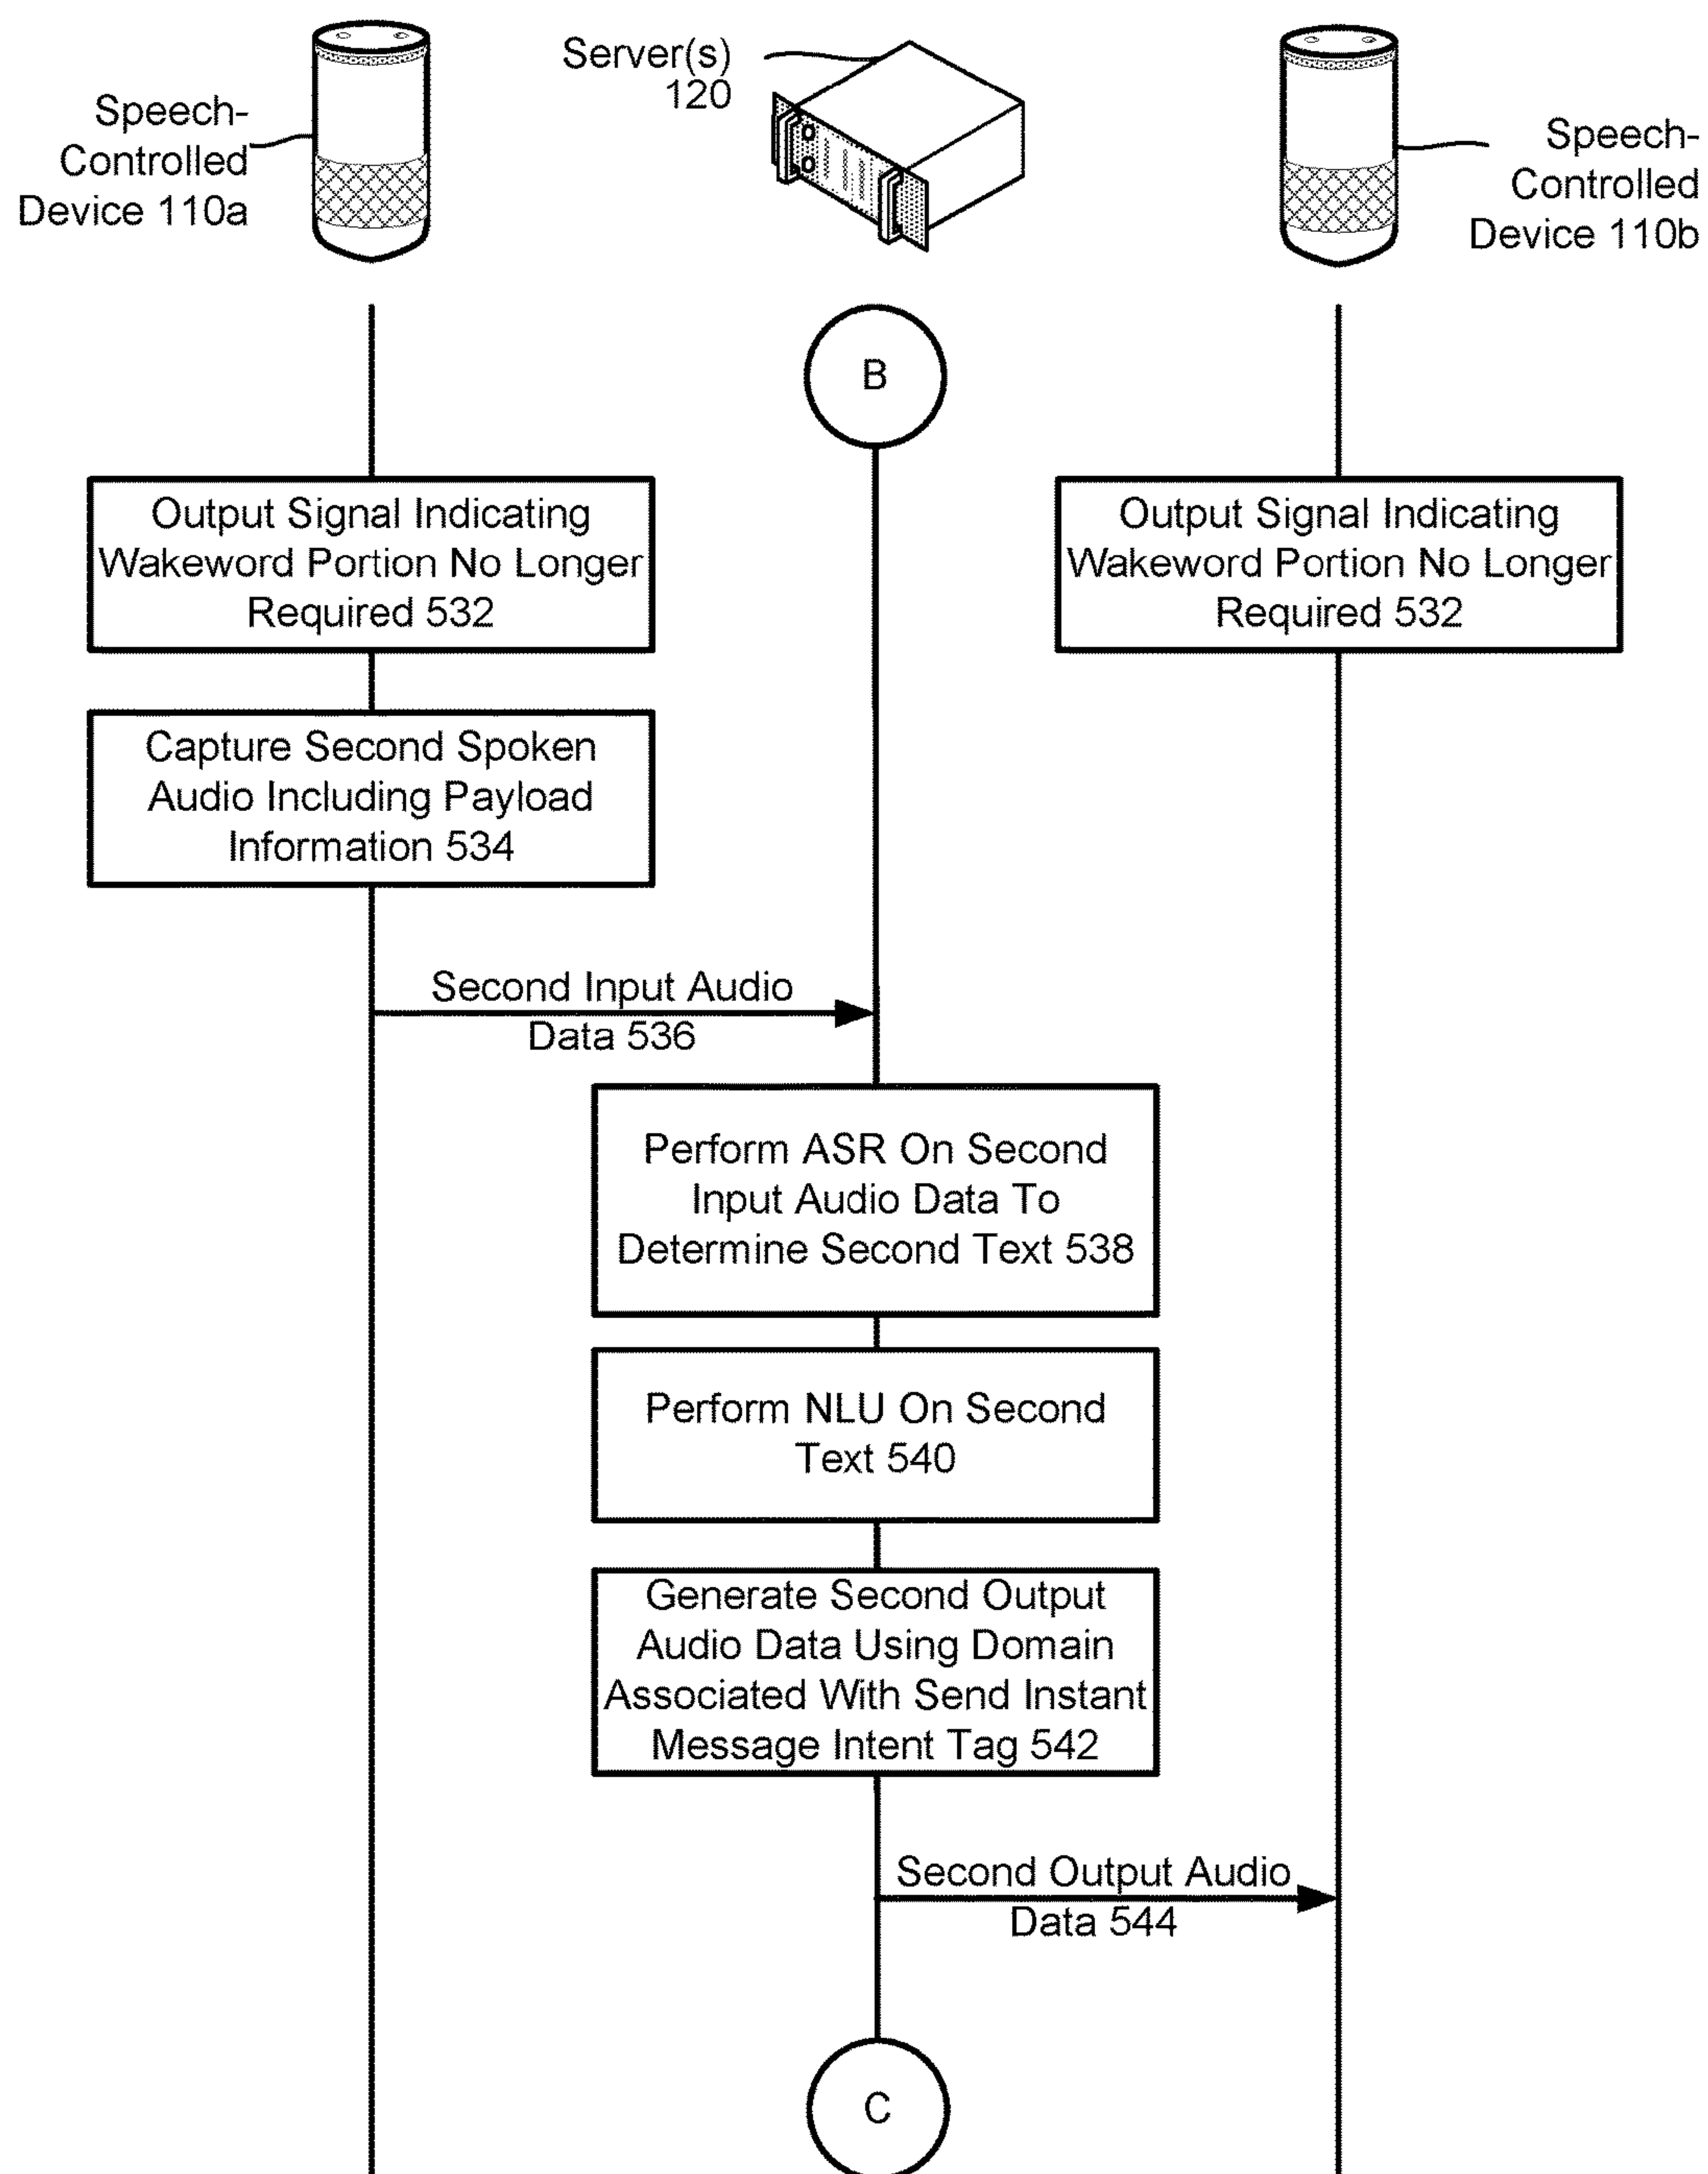 Speech-
Controlled
Device 110a
Server(s)
120
Speech-
Controlled
Device 110b
B
Output Signal Indicating
Wakeword Portion No Longer
Required 532
Output Signal Indicating
Wakeword Portion No Longer
Required 532
Capture Second Spoken
Audio Including Payload
Information 534
Second Input Audio
Data 536
Perform ASR On Second
Input Audio Data To
Determine Second Text 538
Perform NLU On Second
Text 540
Generate Second Output
Audio Data Using Domain
Associated With Send Instant
Message Intent Tag 542
Second Output Audio
Data 544
C